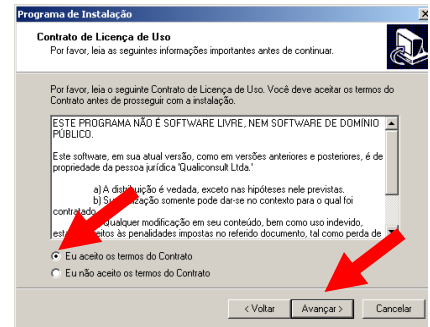 Programa de Instalação
Contrato de Licença de Uso
Por favor, leia as seguintes informações importantes antes de continuar.
Por favor, leia o seguinte Contrato de Licença de Uso. Você deve aceitar os termos do
Contrato antes de prosseguir com a instalação.
ESTE PROGRAMA NÃO É SOFTWARE LIVRE, NEM SOFTWARE DE DOMÍNIO
PÚBLICO.
Este software, em sua atual versão, como em versões anteriores e posteriores, é de
propriedade da pessoa jurídica 'Qualiconsult Ltda.'
a) A distribuição é vedada, exceto nas hipóteses nele previstas.
b) Su ização somente pode dar-se no contexto para o qual foi
contratado
Qualquer modificação em seu conteúdo, bem como uso indevido,
est eitos às penalidades impostas no referido documento, tal como perda de
Eu aceito os termos do Contrato
Eu não aceito os termos do Contrato
< Voltar
Avançar >
Cancelar